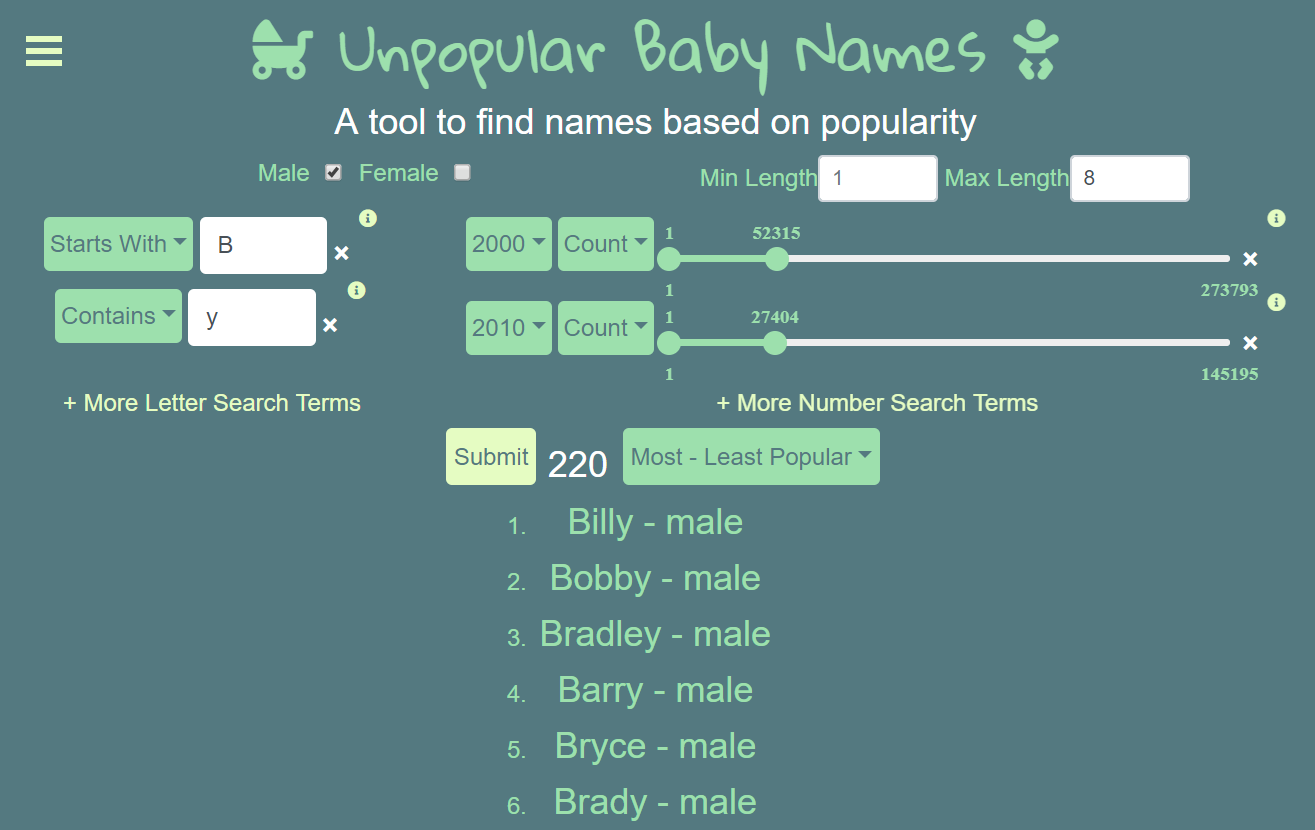 Unpopular Baby Names
A tool to find names based on popularity
Male Female
Min Length 1 Max Length 8
Starts With B
Contains y
+ More Letter Search Terms
2000 Count 1 52315
1 273793
2010 Count 1 27404
1 145195
+ More Number Search Terms
Submit 220 Most - Least Popular
1. Billy - male
2. Bobby - male
3. Bradley - male
4. Barry - male
5. Bryce - male
6. Brady - male